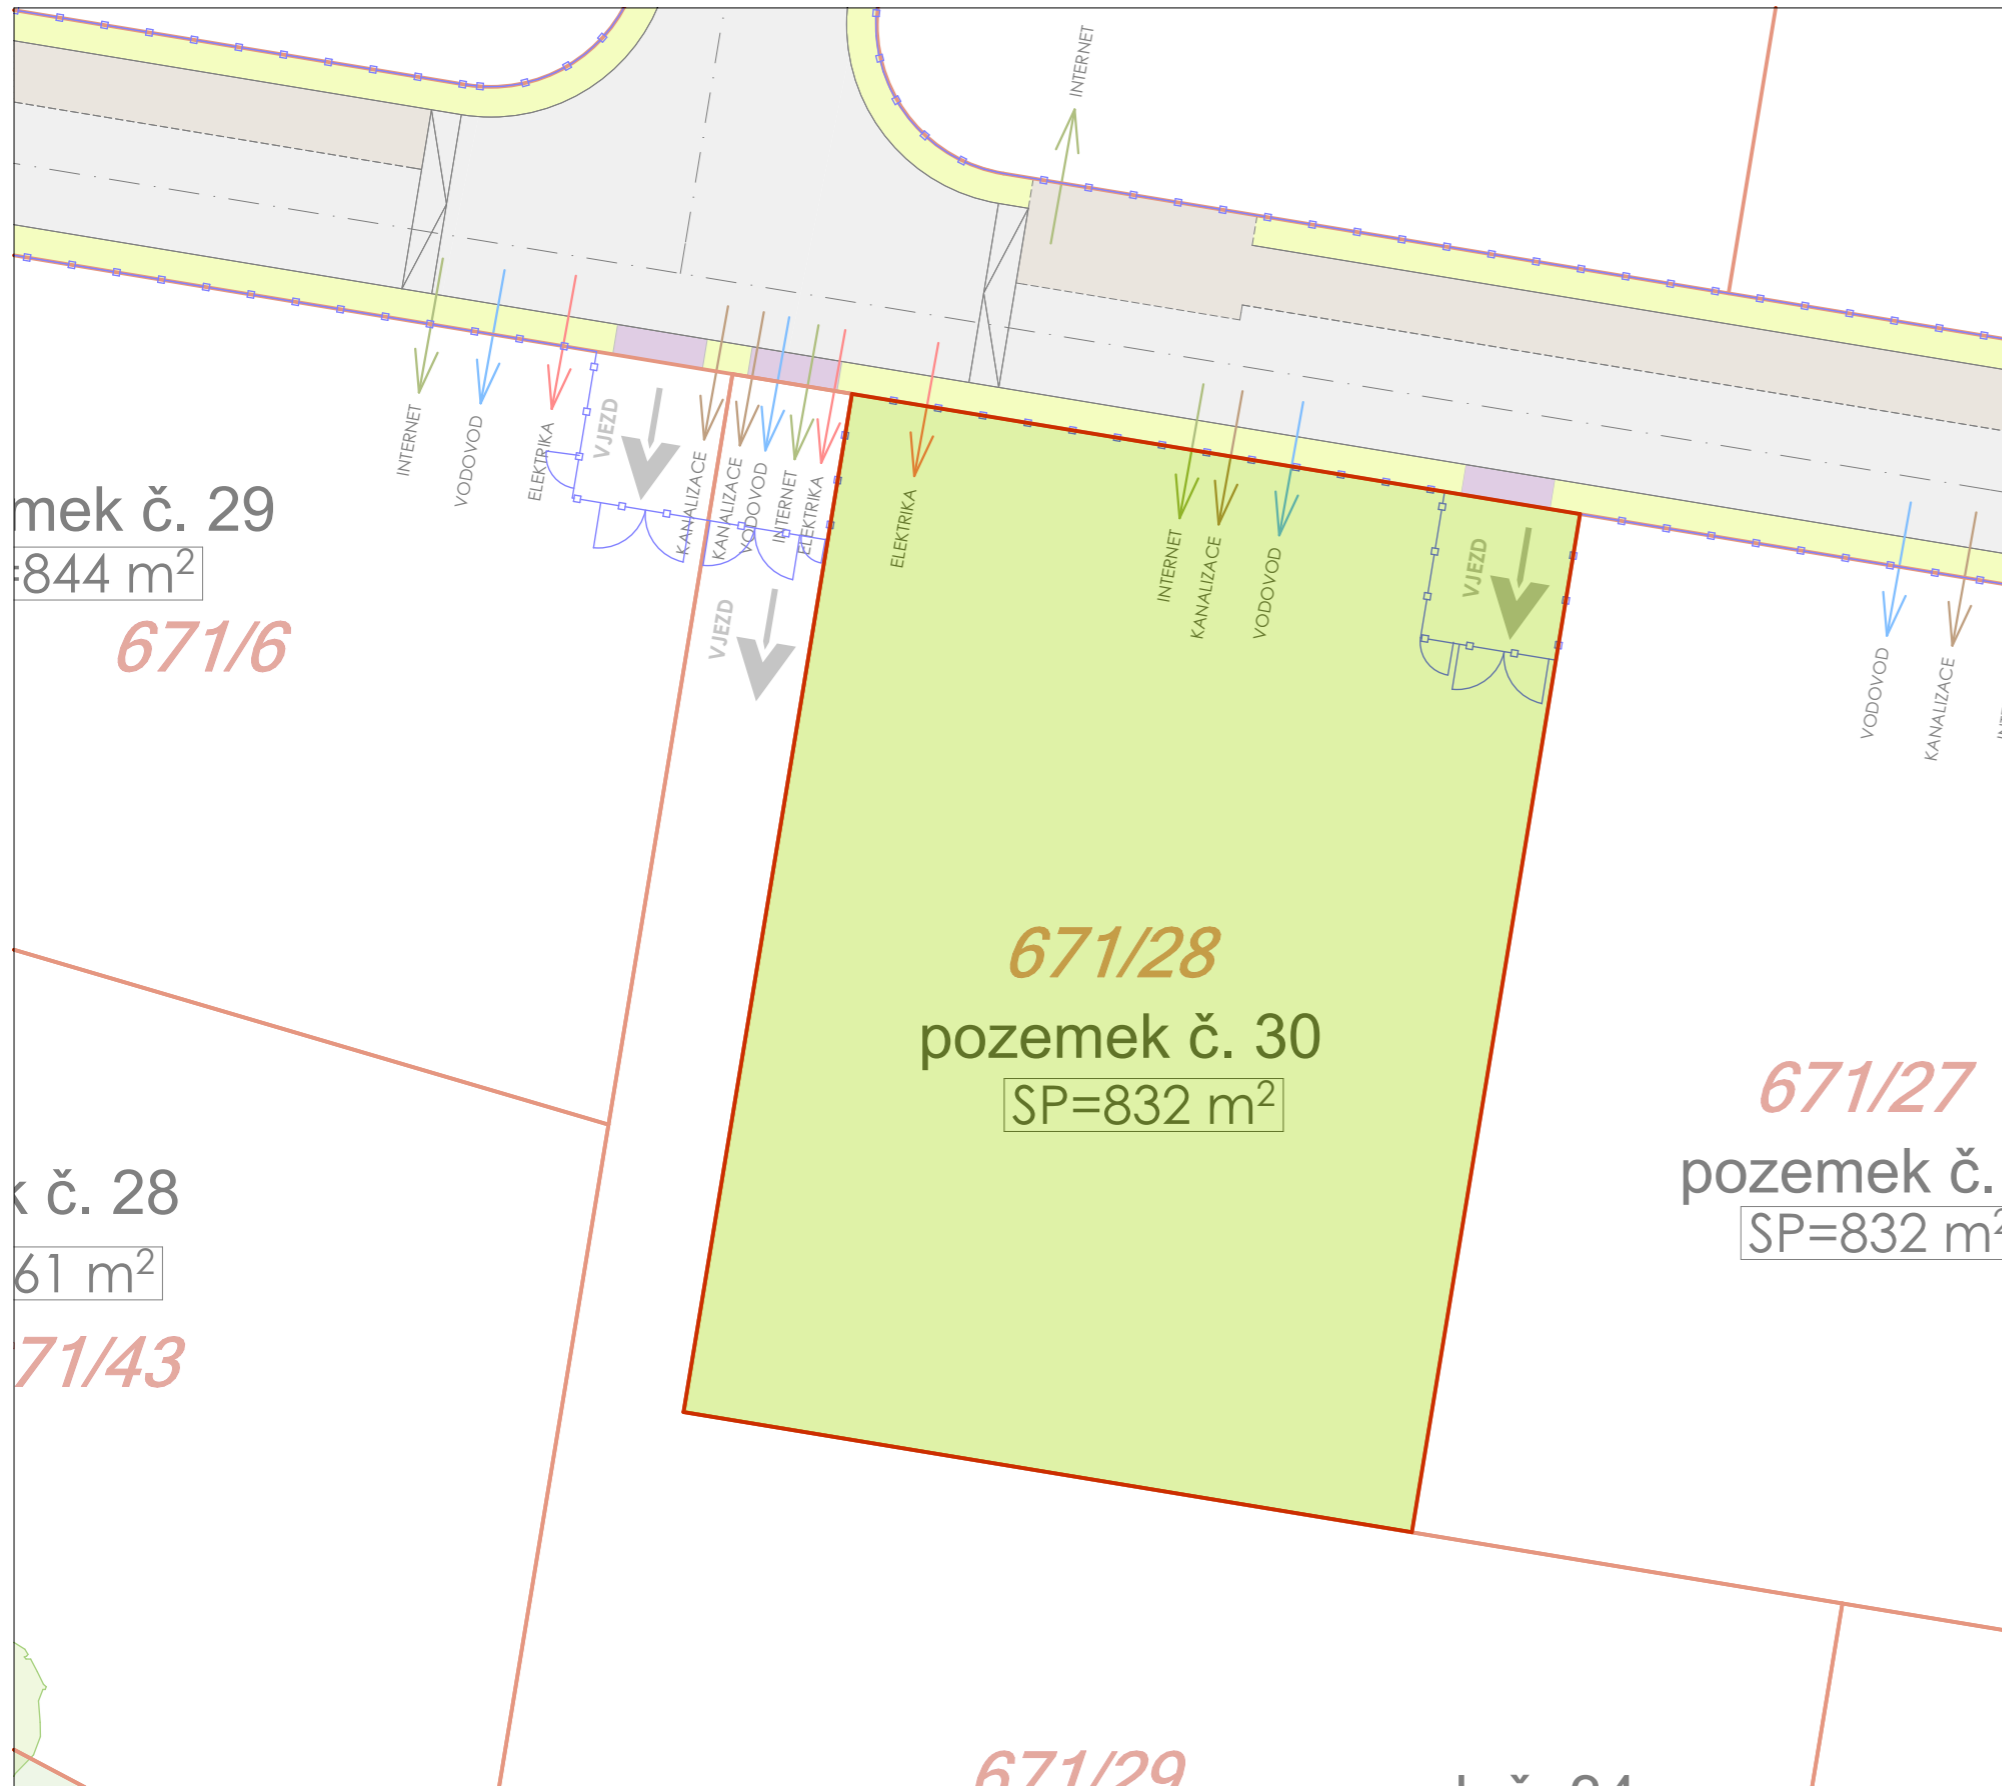 INTERNET
INTERNET
VODOVOD
ELEKTRIKA
VJEZD
KANALIZACE
KANALIZACE
VODOVOD
INTERNET
ELEKTRIKA
VJEZD
ELEKTRIKA
INTERNET
KANALIZACE
VODOVOD
VJEZD
VODOVOD
KANALIZACE
mek č. 29
=844 m²
671/6
671/28
pozemek č. 30
SP=832 m²
671/27
pozemek č.
SP=832 m²
k č. 28
61 m²
71/43
671/29